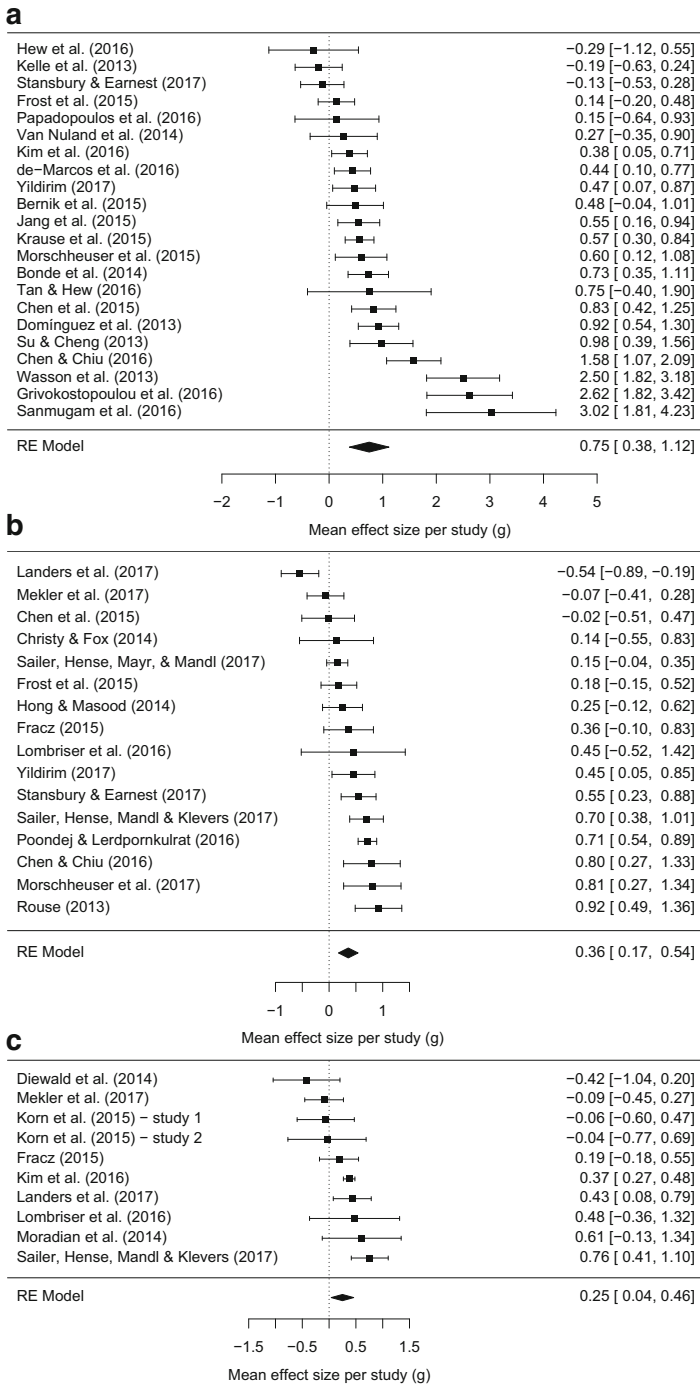 a
Hew et al. (2016) −0.29 [−1.12, 0.55]
Kelle et al. (2013) −0.19 [−0.63, 0.24]
Stansbury & Earnest (2017) −0.13 [−0.53, 0.28]
Frost et al. (2015) 0.14 [−0.20, 0.48]
Papadopoulos et al. (2016) 0.15 [−0.64, 0.93]
Van Nuland et al. (2014) 0.27 [−0.35, 0.90]
Kim et al. (2016) 0.38 [ 0.05, 0.71]
de−Marcos et al. (2016) 0.44 [ 0.10, 0.77]
Yildirim (2017) 0.47 [ 0.07, 0.87]
Bernik et al. (2015) 0.48 [−0.04, 1.01]
Jang et al. (2015) 0.55 [ 0.16, 0.94]
Krause et al. (2015) 0.57 [ 0.30, 0.84]
Morschheuser et al. (2015) 0.60 [ 0.12, 1.08]
Bonde et al. (2014) 0.73 [ 0.35, 1.11]
Tan & Hew (2016) 0.75 [−0.40, 1.90]
Chen et al. (2015) 0.83 [ 0.42, 1.25]
Domínguez et al. (2013) 0.92 [ 0.54, 1.30]
Su & Cheng (2013) 0.98 [ 0.39, 1.56]
Chen & Chiu (2016) 1.58 [ 1.07, 2.09]
Wasson et al. (2013) 2.50 [ 1.82, 3.18]
Grivokostopoulou et al. (2016) 2.62 [ 1.82, 3.42]
Sanmugam et al. (2016) 3.02 [ 1.81, 4.23]
RE Model 0.75 [ 0.38, 1.12]
−2 −1 0 1 2 3 4 5
Mean effect size per study (g)
b
Landers et al. (2017) −0.54 [−0.89, −0.19]
Mekler et al. (2017) −0.07 [−0.41, 0.28]
Chen et al. (2015) −0.02 [−0.51, 0.47]
Christy & Fox (2014) 0.14 [−0.55, 0.83]
Sailer, Hense, Mayr, & Mandl (2017) 0.15 [−0.04, 0.35]
Frost et al. (2015) 0.18 [−0.15, 0.52]
Hong & Masood (2014) 0.25 [−0.12, 0.62]
Fracz (2015) 0.36 [−0.10, 0.83]
Lombriser et al. (2016) 0.45 [−0.52, 1.42]
Yildirim (2017) 0.45 [ 0.05, 0.85]
Stansbury & Earnest (2017) 0.55 [ 0.23, 0.88]
Sailer, Hense, Mandl & Klevers (2017) 0.70 [ 0.38, 1.01]
Poondej & Lerdpornkulrat (2016) 0.71 [ 0.54, 0.89]
Chen & Chiu (2016) 0.80 [ 0.27, 1.33]
Morschheuser et al. (2017) 0.81 [ 0.27, 1.34]
Rouse (2013) 0.92 [ 0.49, 1.36]
RE Model 0.36 [ 0.17, 0.54]
−1 0 1
Mean effect size per study (g)
c
Diewald et al. (2014) −0.42 [−1.04, 0.20]
Mekler et al. (2017) −0.09 [−0.45, 0.27]
Korn et al. (2015) − study 1 −0.06 [−0.60, 0.47]
Korn et al. (2015) − study 2 −0.04 [−0.77, 0.69]
Fracz (2015) 0.19 [−0.18, 0.55]
Kim et al. (2016) 0.37 [ 0.27, 0.48]
Landers et al. (2017) 0.43 [ 0.08, 0.79]
Lombriser et al. (2016) 0.48 [−0.36, 1.32]
Moradian et al. (2014) 0.61 [−0.13, 1.34]
Sailer, Hense, Mandl & Klevers (2017) 0.76 [ 0.41, 1.10]
RE Model 0.25 [ 0.04, 0.46]
−1.5 −0.5 0.5 1.5
Mean effect size per study (g)